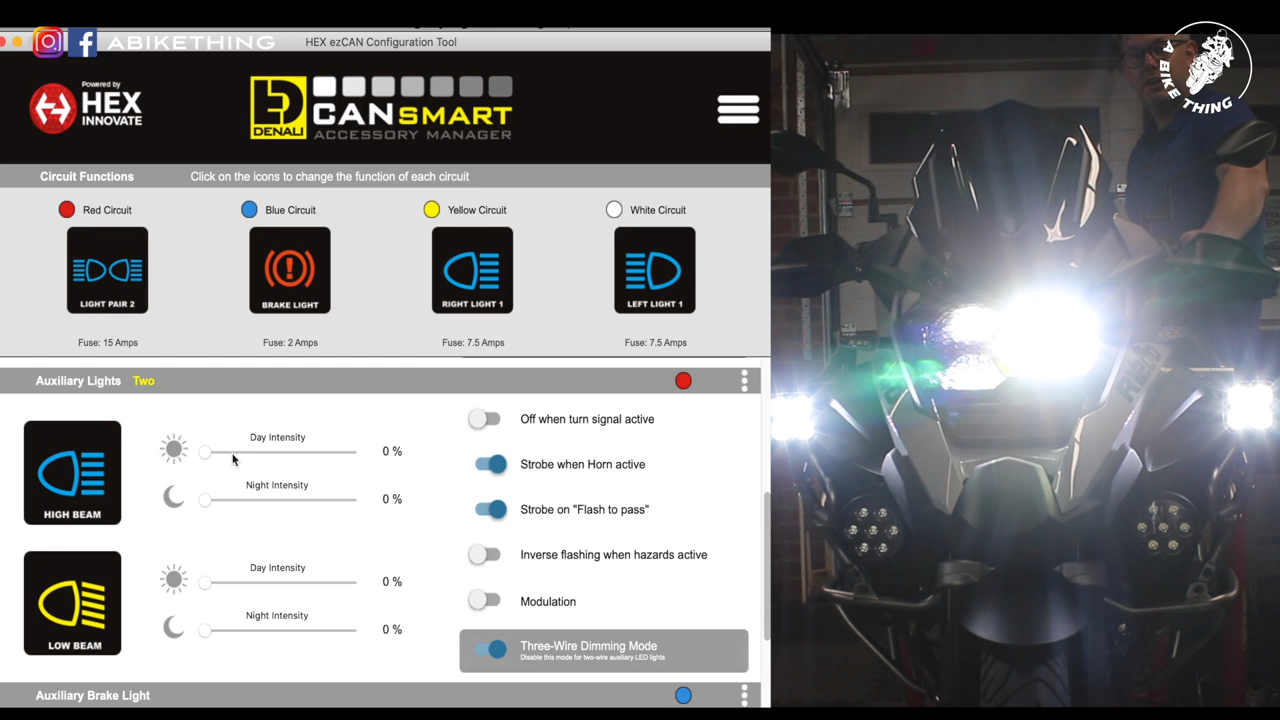 ABIKETHING
HEX ezCAN Configuration Tool
Powered by
HEX
INNOVATE
DENALI
CANSMART
ACCESSORY MANAGER
A BIKE THING
Circuit Functions
Click on the icons to change the function of each circuit
Red Circuit
Blue Circuit
Yellow Circuit
White Circuit
LIGHT PAIR 2
BRAKE LIGHT
RIGHT LIGHT 1
LEFT LIGHT 1
Fuse: 15 Amps
Fuse: 2 Amps
Fuse: 7.5 Amps
Fuse: 7.5 Amps
Auxiliary Lights Two
HIGH BEAM
Day Intensity
0 %
Night Intensity
0 %
LOW BEAM
Day Intensity
0 %
Night Intensity
0 %
Off when turn signal active
Strobe when Horn active
Strobe on "Flash to pass"
Inverse flashing when hazards active
Modulation
Three-Wire Dimming Mode
Disable this mode for two-wire auxiliary LED lights
Auxiliary Brake Light